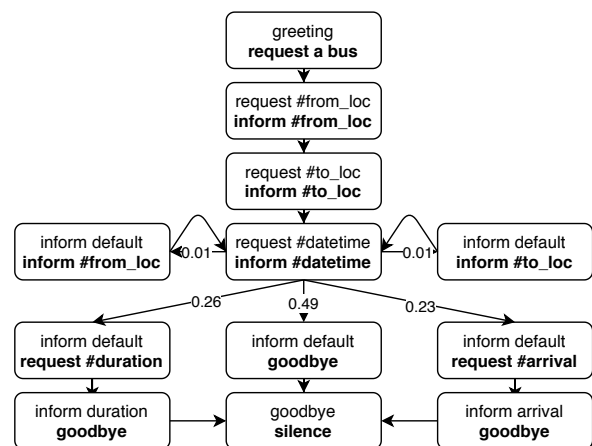 greeting
request a bus
request #from_loc
inform #from_loc
request #to_loc
inform #to_loc
inform default
inform #from_loc
0.01
request #datetime
inform #datetime
0.01
inform default
inform #to_loc
0.26
0.49
0.23
inform default
request #duration
inform default
goodbye
inform default
request #arrival
inform duration
goodbye
goodbye
silence
inform arrival
goodbye